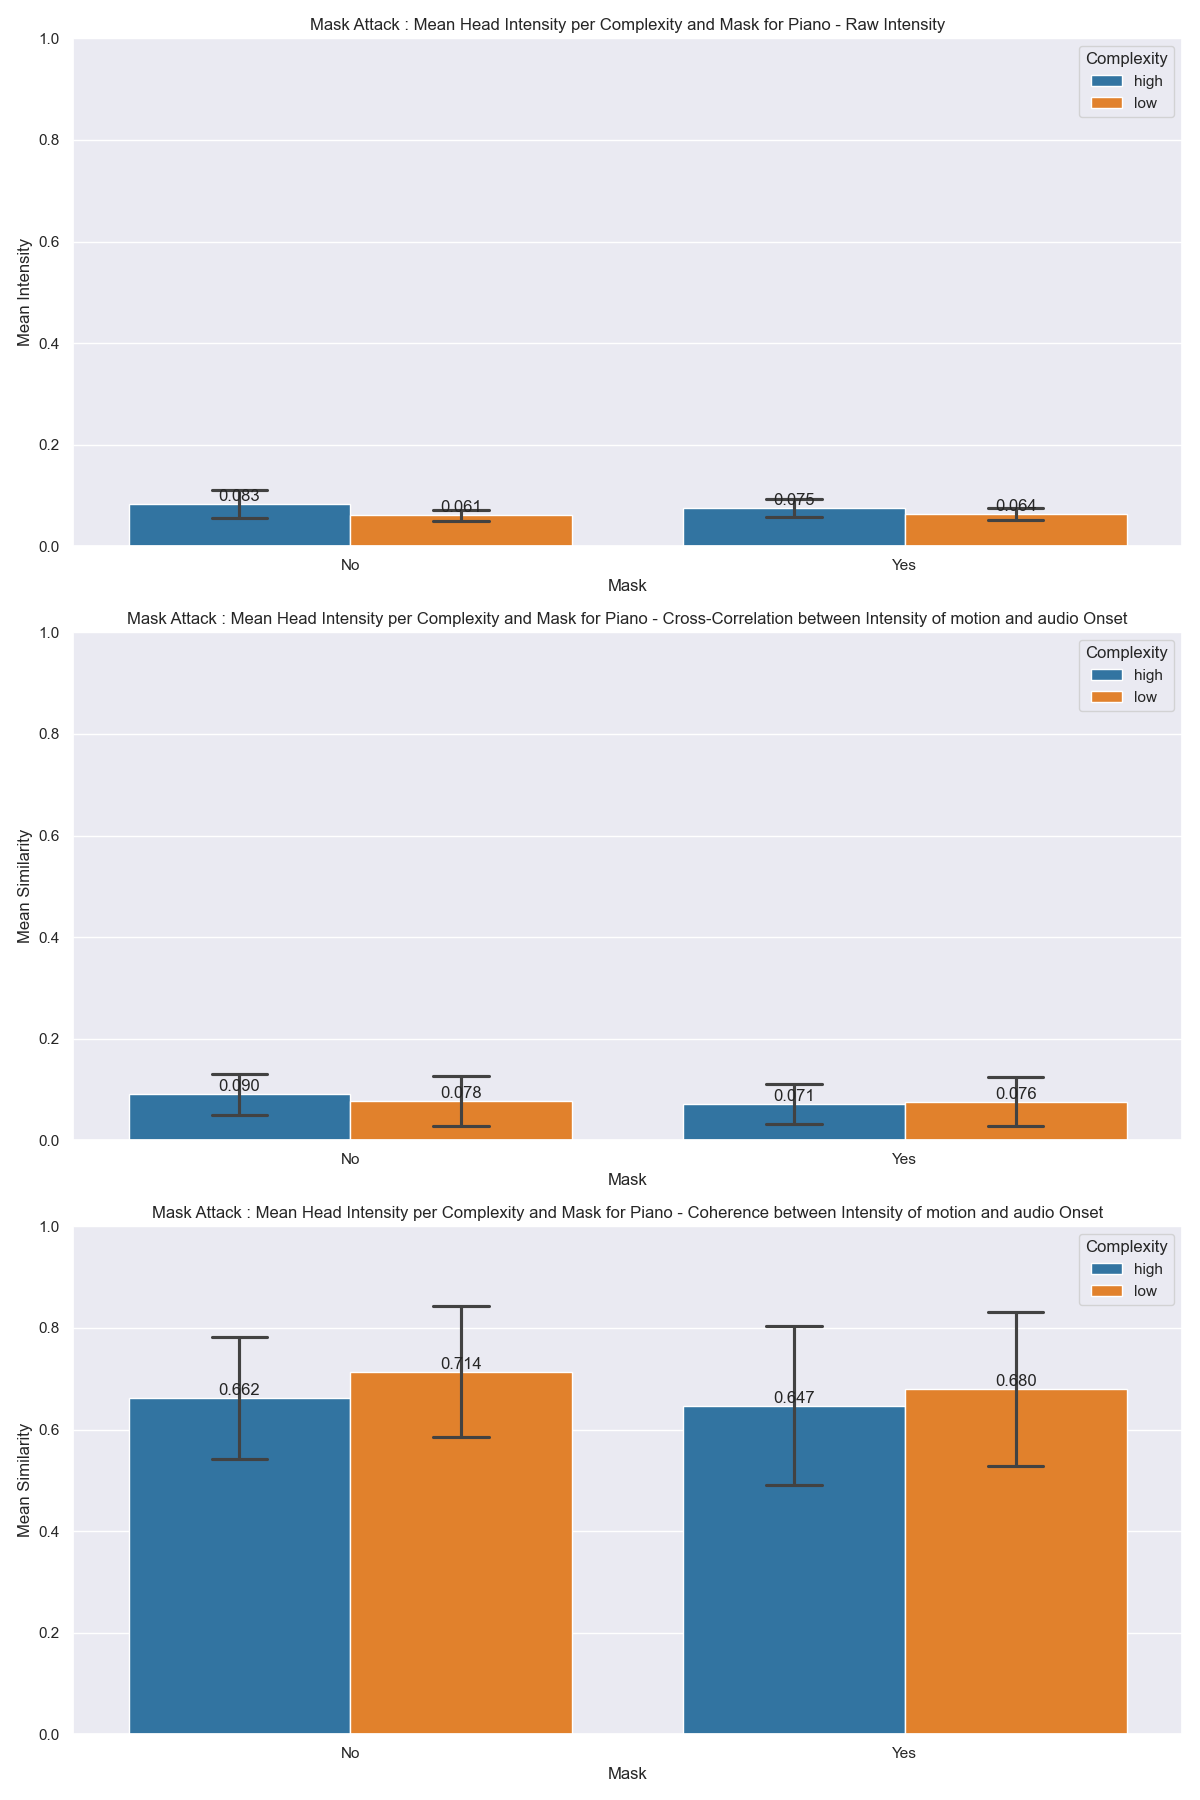 Mask Attack : Mean Head Intensity per Complexity and Mask for Piano - Raw Intensity
1.0
0.8
0.6
0.4
0.2
0.0
Mean Intensity
Complexity
high
low
0.083
0.061
0.075
0.064
No
Yes
Mask
Mask Attack : Mean Head Intensity per Complexity and Mask for Piano - Cross-Correlation between Intensity of motion and audio Onset
1.0
0.8
0.6
0.4
0.2
0.0
Mean Similarity
Complexity
high
low
0.090
0.078
0.071
0.076
No
Yes
Mask
Mask Attack : Mean Head Intensity per Complexity and Mask for Piano - Coherence between Intensity of motion and audio Onset
1.0
0.8
0.6
0.4
0.2
0.0
Mean Similarity
Complexity
high
low
0.662
0.714
0.647
0.680
No
Yes
Mask